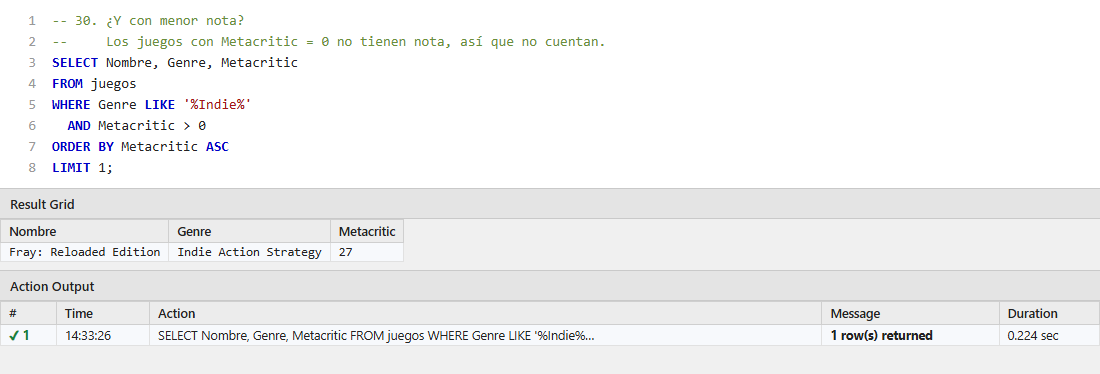 1 -- 30. ¿Y con menor nota?
2 --     Los juegos con Metacritic = 0 no tienen nota, así que no cuentan.
3 SELECT Nombre, Genre, Metacritic
4 FROM juegos
5 WHERE Genre LIKE '%Indie%'
6   AND Metacritic > 0
7 ORDER BY Metacritic ASC
8 LIMIT 1;
Result Grid
Nombre Genre Metacritic
Fray: Reloaded Edition Indie Action Strategy 27
Action Output
# Time Action Message Duration
✓ 1 14:33:26 SELECT Nombre, Genre, Metacritic FROM juegos WHERE Genre LIKE '%Indie%... 1 row(s) returned 0.224 sec